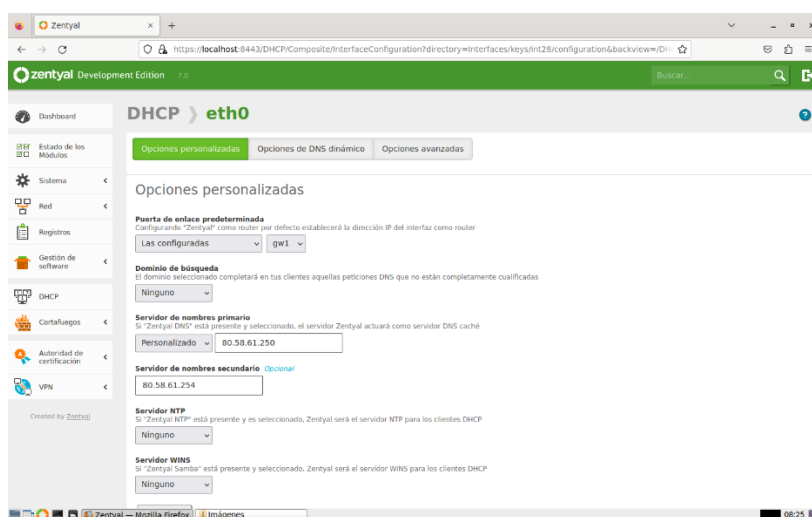 Zentyal
https://localhost:8443/DHCP/Composite/InterfaceConfiguration?directory=Interfaces/keys/int28/configuration&backview=/DH
zentyal Development Edition 7.0
Buscar...
Dashboard
Estado de los
Módulos
Sistema
Red
Registros
Gestión de
software
DHCP
Cortafuegos
Autoridad de
certificación
VPN
Created by Zentyal
DHCP eth0
Opciones personalizadas Opciones de DNS dinámico Opciones avanzadas
Opciones personalizadas
Puerta de enlace predeterminada
Configurando "Zentyal" como router por defecto establecerá la dirección IP del interfaz como router
Las configuradas gw1
Dominio de búsqueda
El dominio seleccionado completará en tus clientes aquellas peticiones DNS que no están completamente cualificadas
Ninguno
Servidor de nombres primario
Si "Zentyal DNS" está presente y seleccionado, el servidor Zentyal actuará como servidor DNS caché
Personalizado 80.58.61.250
Servidor de nombres secundario Opcional
80.58.61.254
Servidor NTP
Si "Zentyal NTP" está presente y es seleccionado, Zentyal será el servidor NTP para los clientes DHCP
Ninguno
Servidor WINS
Si "Zentyal Samba" está presente y seleccionado, Zentyal será el servidor WINS para los clientes DHCP
Ninguno
Zentyal — Mozilla Firefox Imágenes 08:25